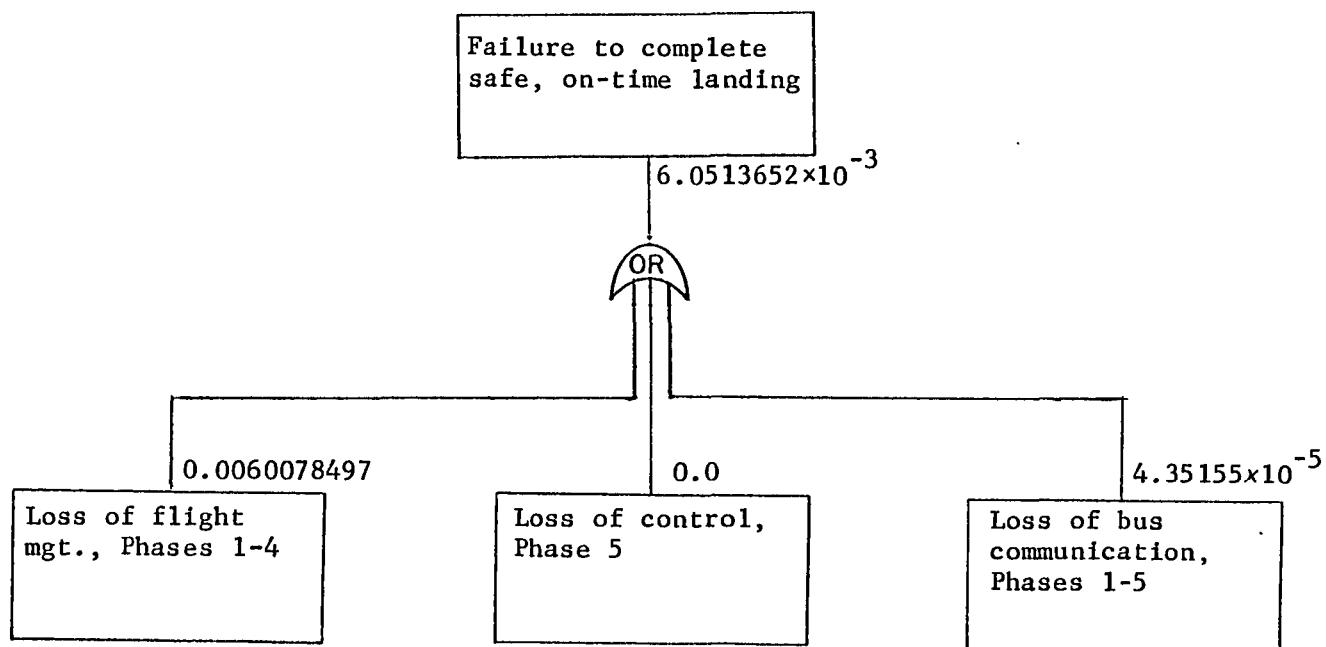 Failure to complete
safe, on-time landing
6.0513652×10⁻³
OR
0.0060078497
0.0
4.35155×10⁻⁵
Loss of flight
mgt., Phases 1-4
Loss of control,
Phase 5
Loss of bus
communication,
Phases 1-5